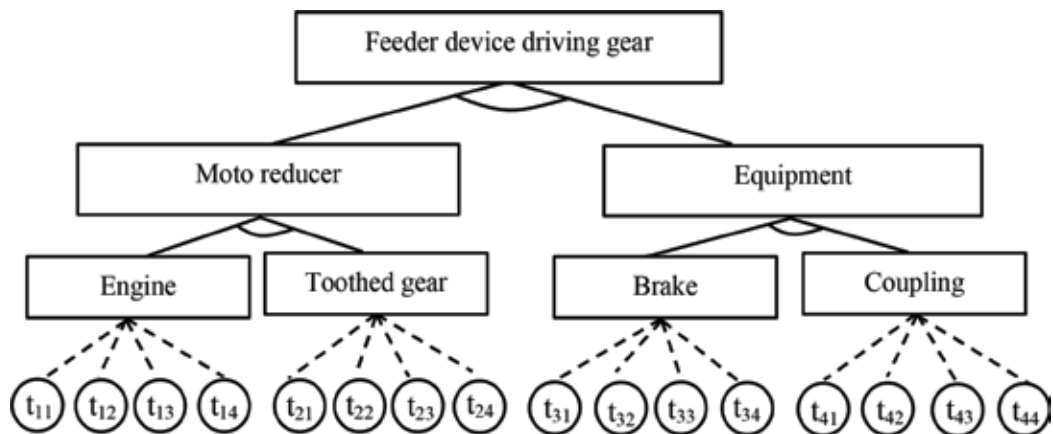 Feeder device driving gear
Moto reducer
Equipment
Engine
Toothed gear
Brake
Coupling
t11 t12 t13 t14 t21 t22 t23 t24 t31 t32 t33 t34 t41 t42 t43 t44